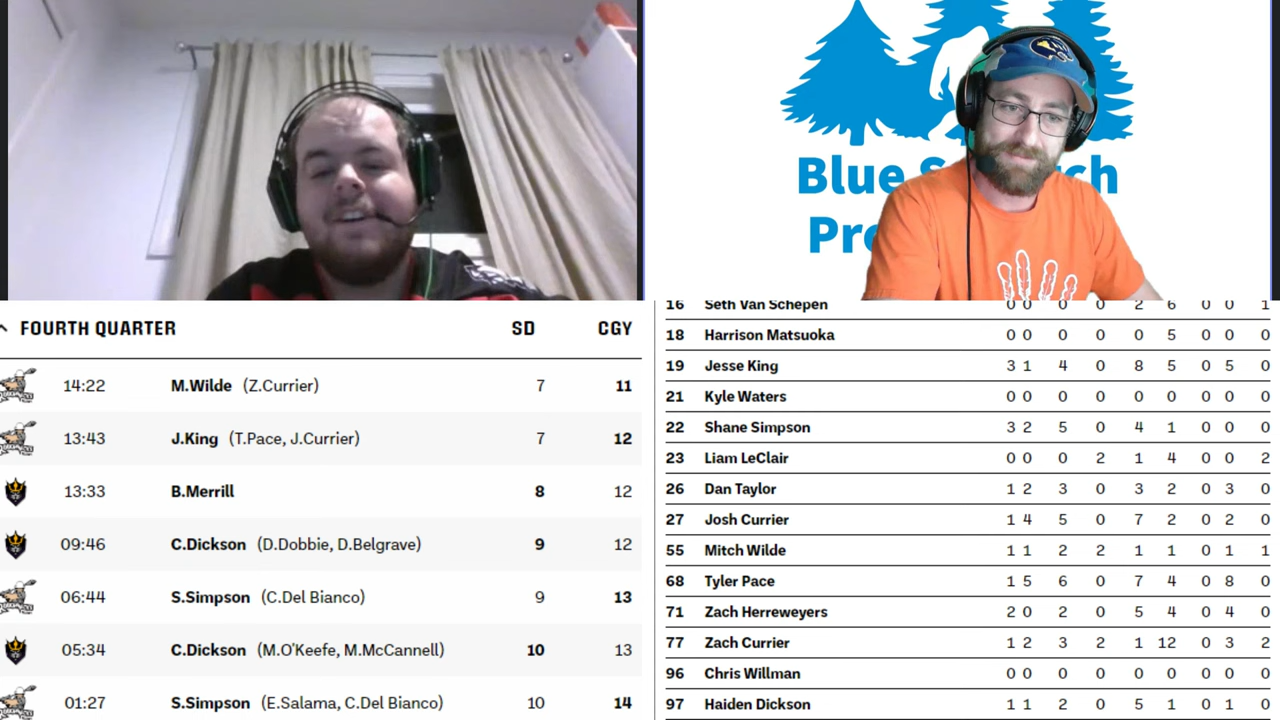 Blue S ch
Pro
FOURTH QUARTER SD CGY
14:22 M.Wilde (Z.Currier) 7 11
13:43 J.King (T.Pace, J.Currier) 7 12
13:33 B.Merrill 8 12
09:46 C.Dickson (D.Dobbie, D.Belgrave) 9 12
06:44 S.Simpson (C.Del Bianco) 9 13
05:34 C.Dickson (M.O'Keefe, M.McCannell) 10 13
01:27 S.Simpson (E.Salama, C.Del Bianco) 10 14
16 Seth Van Schepen 0 0 0 0 2 6 0 0 1
18 Harrison Matsuoka 0 0 0 0 0 5 0 0 0
19 Jesse King 3 1 4 0 8 5 0 5 0
21 Kyle Waters 0 0 0 0 0 0 0 0 0
22 Shane Simpson 3 2 5 0 4 1 0 0 0
23 Liam LeClair 0 0 0 2 1 4 0 0 2
26 Dan Taylor 1 2 3 0 3 2 0 3 0
27 Josh Currier 1 4 5 0 7 2 0 2 0
55 Mitch Wilde 1 1 2 2 1 1 0 1 1
68 Tyler Pace 1 5 6 0 7 4 0 8 0
71 Zach Herreweyers 2 0 2 0 5 4 0 4 0
77 Zach Currier 1 2 3 2 1 12 0 3 2
96 Chris Willman 0 0 0 0 0 0 0 0 0
97 Haiden Dickson 1 1 2 0 5 1 0 1 0